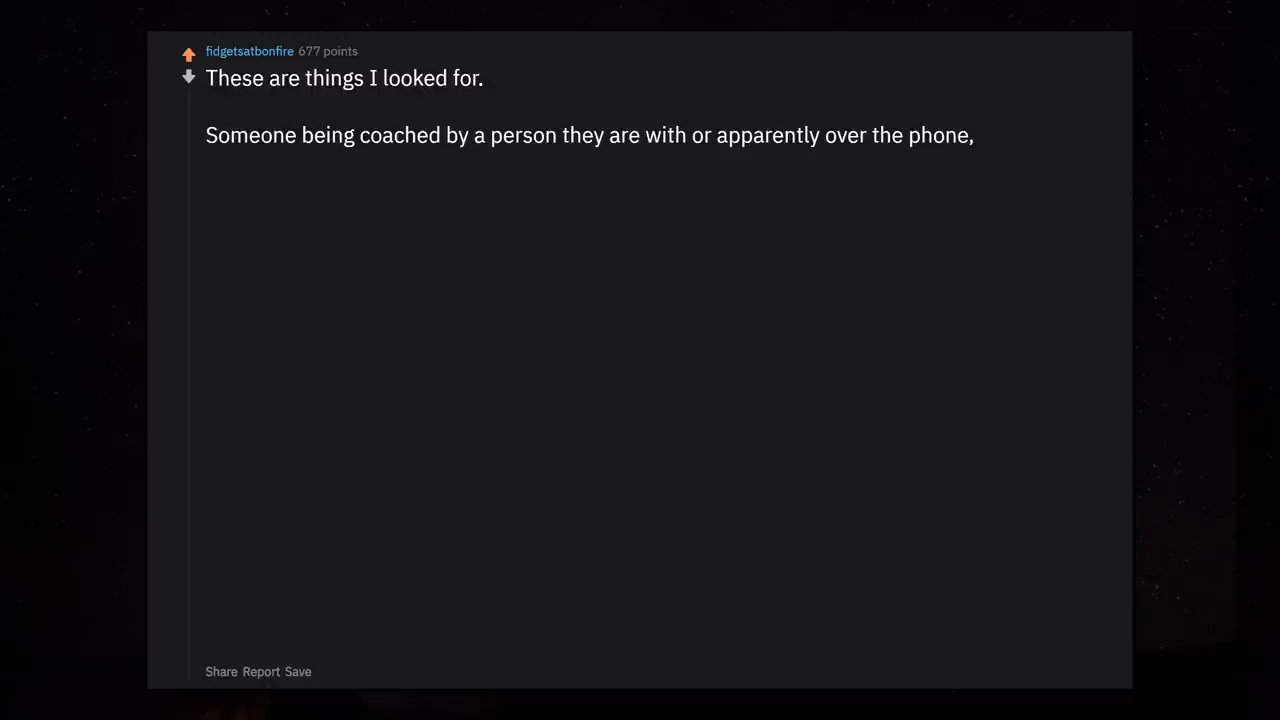 fidgetsatbonfire 677 points
These are things I looked for.
Someone being coached by a person they are with or apparently over the phone,
Share Report Save